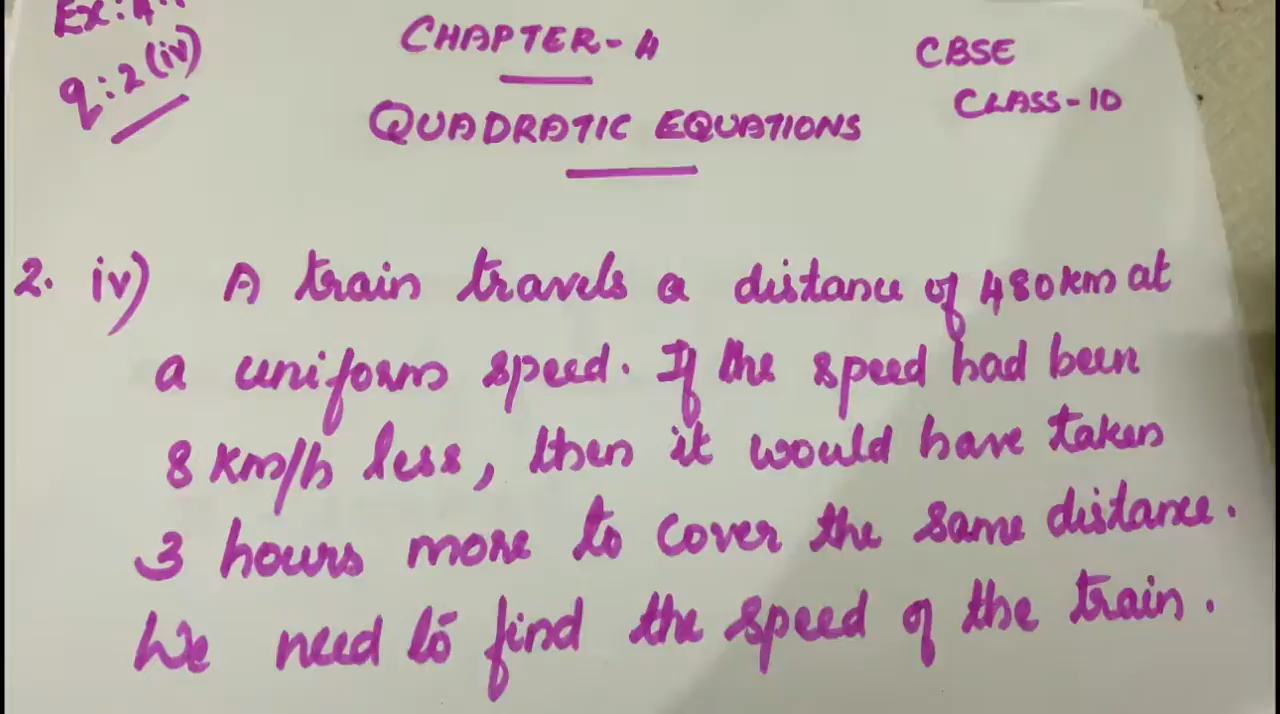 Ex: 4.
q: 2 (iv)
CHAPTER - 4
CBSE
CLASS - 10
QUADRATIC EQUATIONS
2. iv) A train travels a distance of 480 km at
a uniform speed. If the speed had been
8 km/h less, then it would have taken
3 hours more to cover the same distance.
We need to find the speed of the train.